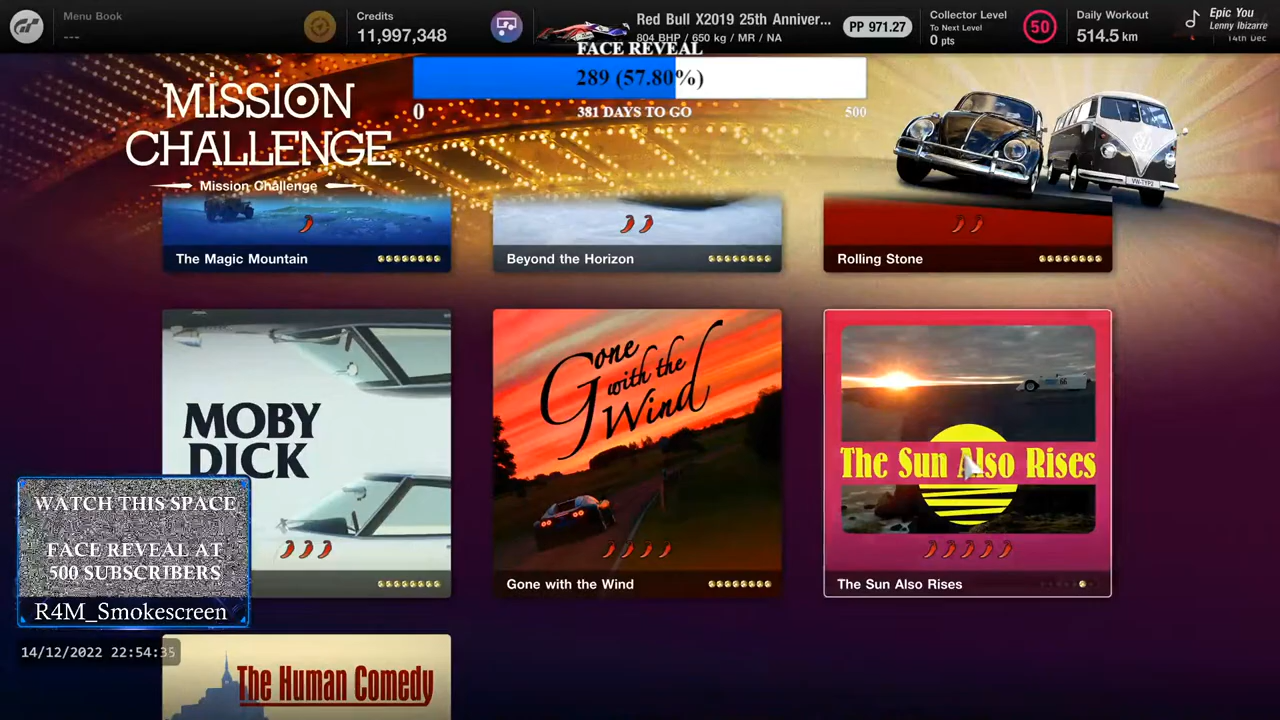 Menu Book
---
Credits
11,997,348
Red Bull X2019 25th Anniver...
804 BHP / 650 kg / MR / NA
PP 971.27
Collector Level
To Next Level
0 pts
50
Daily Workout
514.5 km
Epic You
Lenny Ibizarre
14th Dec
FACE REVEAL
289 (57.80%)
0
381 DAYS TO GO
500
MISSION
CHALLENGE
Mission Challenge
The Magic Mountain
Beyond the Horizon
Rolling Stone
MOBY
DICK
Gone
with the
Wind
66
The Sun Also Rises
Gone with the Wind
The Sun Also Rises
WATCH THIS SPACE
FACE REVEAL AT
500 SUBSCRIBERS
R4M_Smokescreen
14/12/2022 22:54:35
The Human Comedy